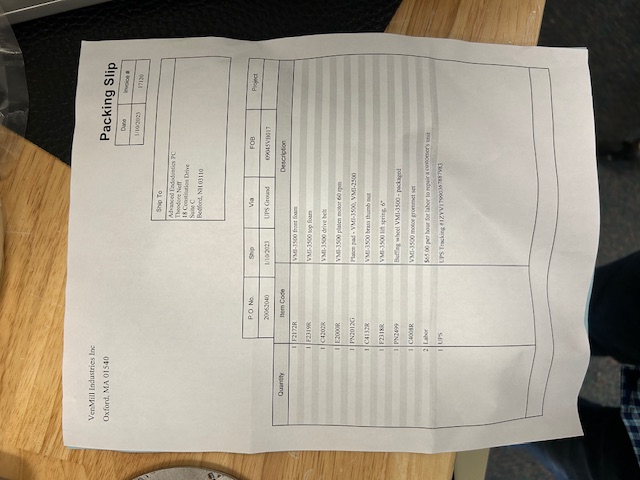 VenMill Industries Inc
Oxford, MA 01540
Packing Slip
Date Invoice #
1/10/2023 17120
Ship To
Advanced Endodontics PC
Theodore Neff
18 Constitution Drive
Suite C
Bedford, NH 03110
P.O. No. Ship Via FOB Project
20062040 1/10/2023 UPS Ground
Quantity Item Code Description
1 F2172R VMI-3500 front foam
1 F2319R VMI-3500 top foam
1 C4202R VMI-3500 drive belt
1 E2000R VMI-3500 platen motor 60 rpm
1 PN2012G Platen pad - VMI-3500, VMI-2500
1 C4132R VMI-3500 brass thumb nut
1 F2318R VMI-3500 lift spring, 6"
1 PN2499 Buffing wheel VMI-3500 - packaged
1 C4008R VMI-3500 motor grommet set
2 Labor $65.00 per hour for labor to repair a customer's unit
1 UPS UPS Tracking